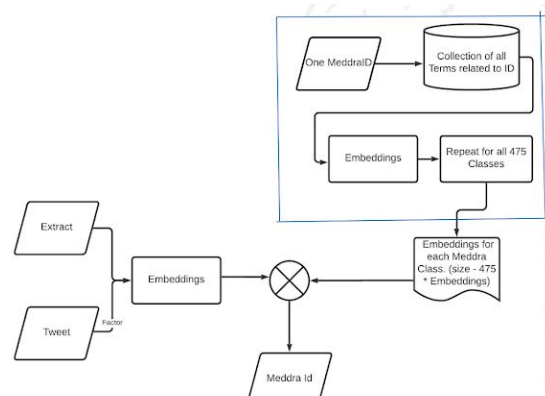 One MeddraID
Collection of all
Terms related to ID
Embeddings
Repeat for all 475
Classes
Extract
Embeddings
Embeddings for
each Meddra
Class. (size - 475
* Embeddings)
Factor
Tweet
Meddra Id